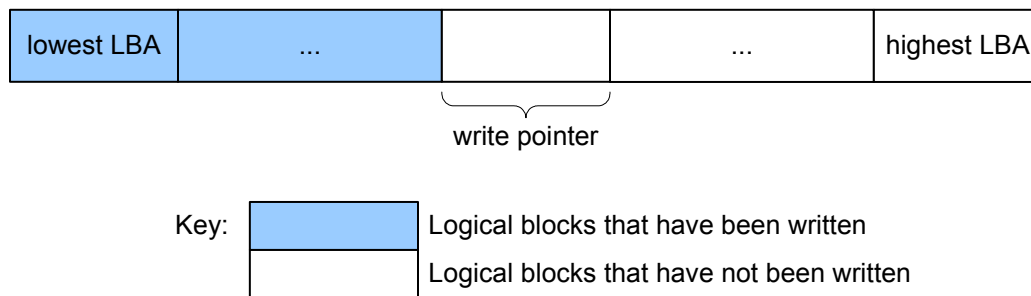 lowest LBA ... ... highest LBA
write pointer
Key: Logical blocks that have been written
Logical blocks that have not been written